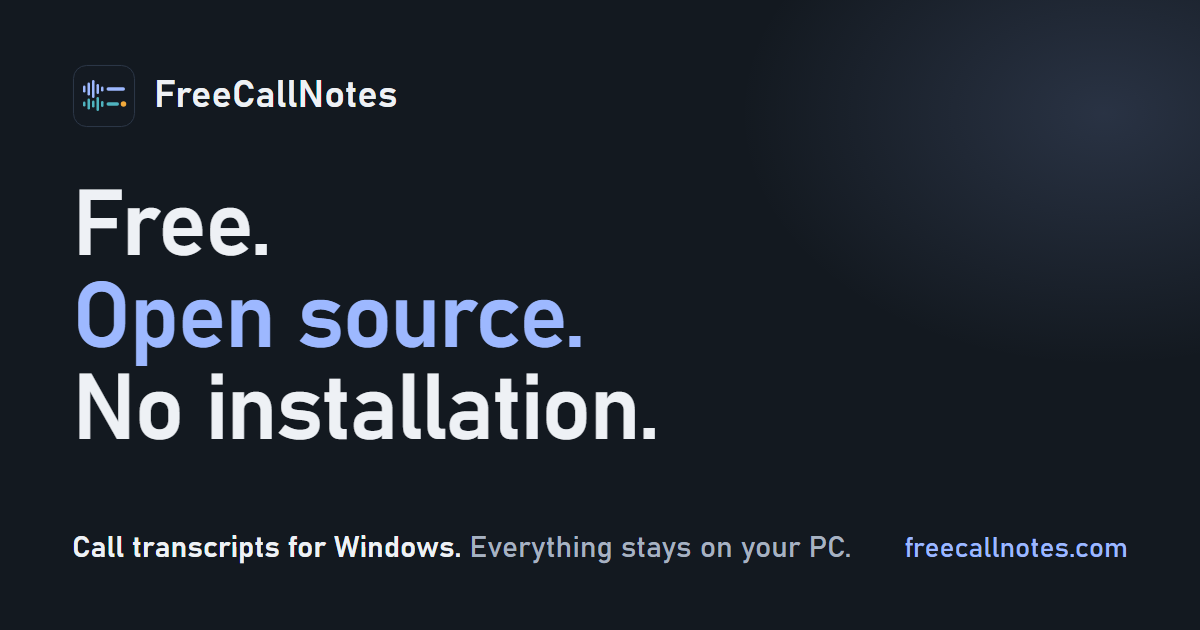 FreeCallNotes
Free.
Open source.
No installation.
Call transcripts for Windows. Everything stays on your PC.
freecallnotes.com